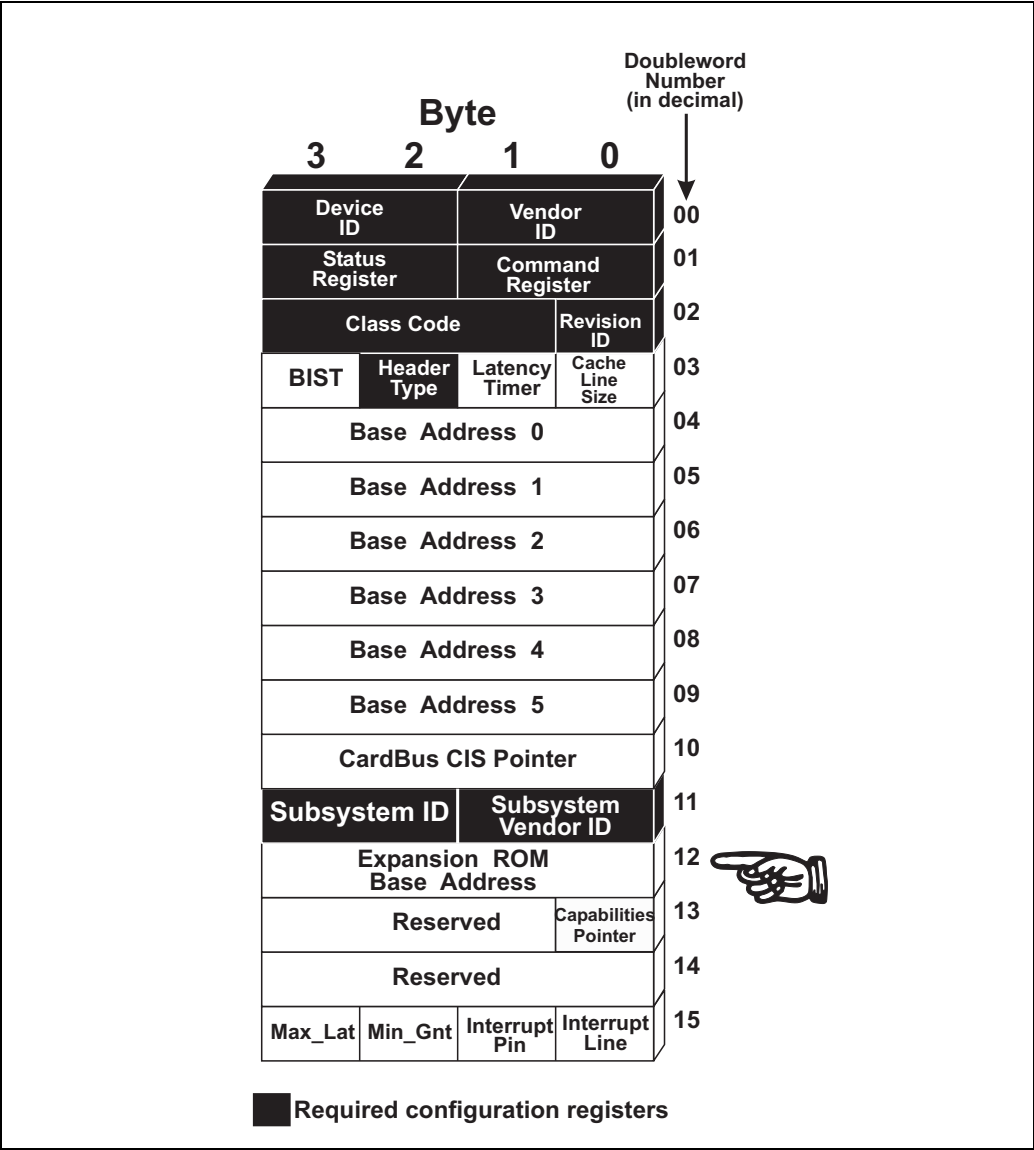 Doubleword
Number
(in decimal)
Byte
3 2 1 0
Device
ID
Vendor
ID
00
Status
Register
Command
Register
01
Class Code
Revision
ID
02
BIST
Header
Type
Latency
Timer
Cache
Line
Size
03
Base Address 0
04
Base Address 1
05
Base Address 2
06
Base Address 3
07
Base Address 4
08
Base Address 5
09
CardBus CIS Pointer
10
Subsystem ID
Subsystem
Vendor ID
11
Expansion ROM
Base Address
12
Reserved
Capabilities
Pointer
13
Reserved
14
Max_Lat
Min_Gnt
Interrupt
Pin
Interrupt
Line
15
Required configuration registers